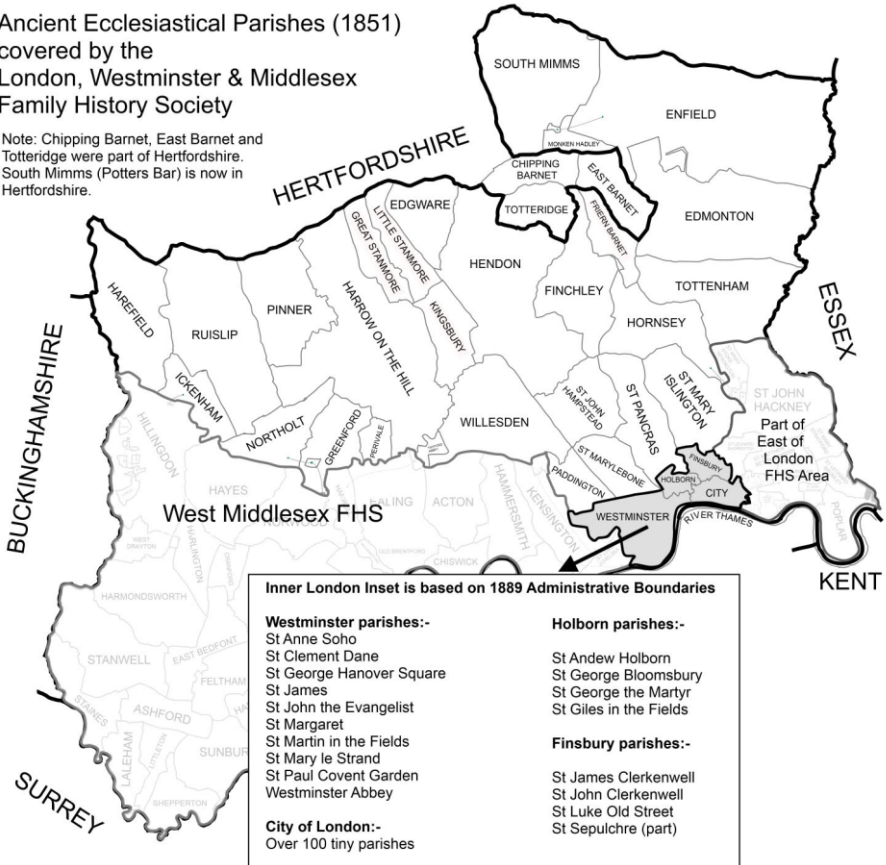 Ancient Ecclesiastical Parishes (1851)
covered by the
London, Westminster & Middlesex
Family History Society
Note: Chipping Barnet, East Barnet and
Totteridge were part of Hertfordshire.
South Mimms (Potters Bar) is now in
Hertfordshire.
HERTFORDSHIRE
BUCKINGHAMSHIRE
ESSEX
KENT
SURREY
SOUTH MIMMS
ENFIELD
MONKEN HADLEY
CHIPPING
BARNET
EAST BARNET
TOTTERIDGE
FRIERN BARNET
EDMONTON
EDGWARE
LITTLE STANMORE
GREAT STANMORE
HENDON
FINCHLEY
TOTTENHAM
HORNSEY
HAREFIELD
RUISLIP
PINNER
HARROW ON THE HILL
KINGSBURY
ICKENHAM
NORTHOLT
GREENFORD
PERIVALE
WILLESDEN
ST JOHN
HAMPSTEAD
ST PANCRAS
ST MARY
ISLINGTON
ST MARYLEBONE
PADDINGTON
FINSBURY
HOLBORN
CITY
WESTMINSTER
RIVER THAMES
ST JOHN
HACKNEY
Part of
East of
London
FHS Area
POPLAR
HILLINGDON
HAYES
West Middlesex FHS
EALING
ACTON
HAMMERSMITH
KENSINGTON
CHISWICK
WEST
DRAYTON
HARLINGTON
HARMONDSWORTH
STANWELL
EAST BEDFONT
FELTHAM
STAINES
ASHFORD
LALEHAM
LITTLETON
SUNBUR
SHEPPERTON
Inner London Inset is based on 1889 Administrative Boundaries
Westminster parishes:-
St Anne Soho
St Clement Dane
St George Hanover Square
St James
St John the Evangelist
St Margaret
St Martin in the Fields
St Mary le Strand
St Paul Covent Garden
Westminster Abbey
City of London:-
Over 100 tiny parishes
Holborn parishes:-
St Andew Holborn
St George Bloomsbury
St George the Martyr
St Giles in the Fields
Finsbury parishes:-
St James Clerkenwell
St John Clerkenwell
St Luke Old Street
St Sepulchre (part)